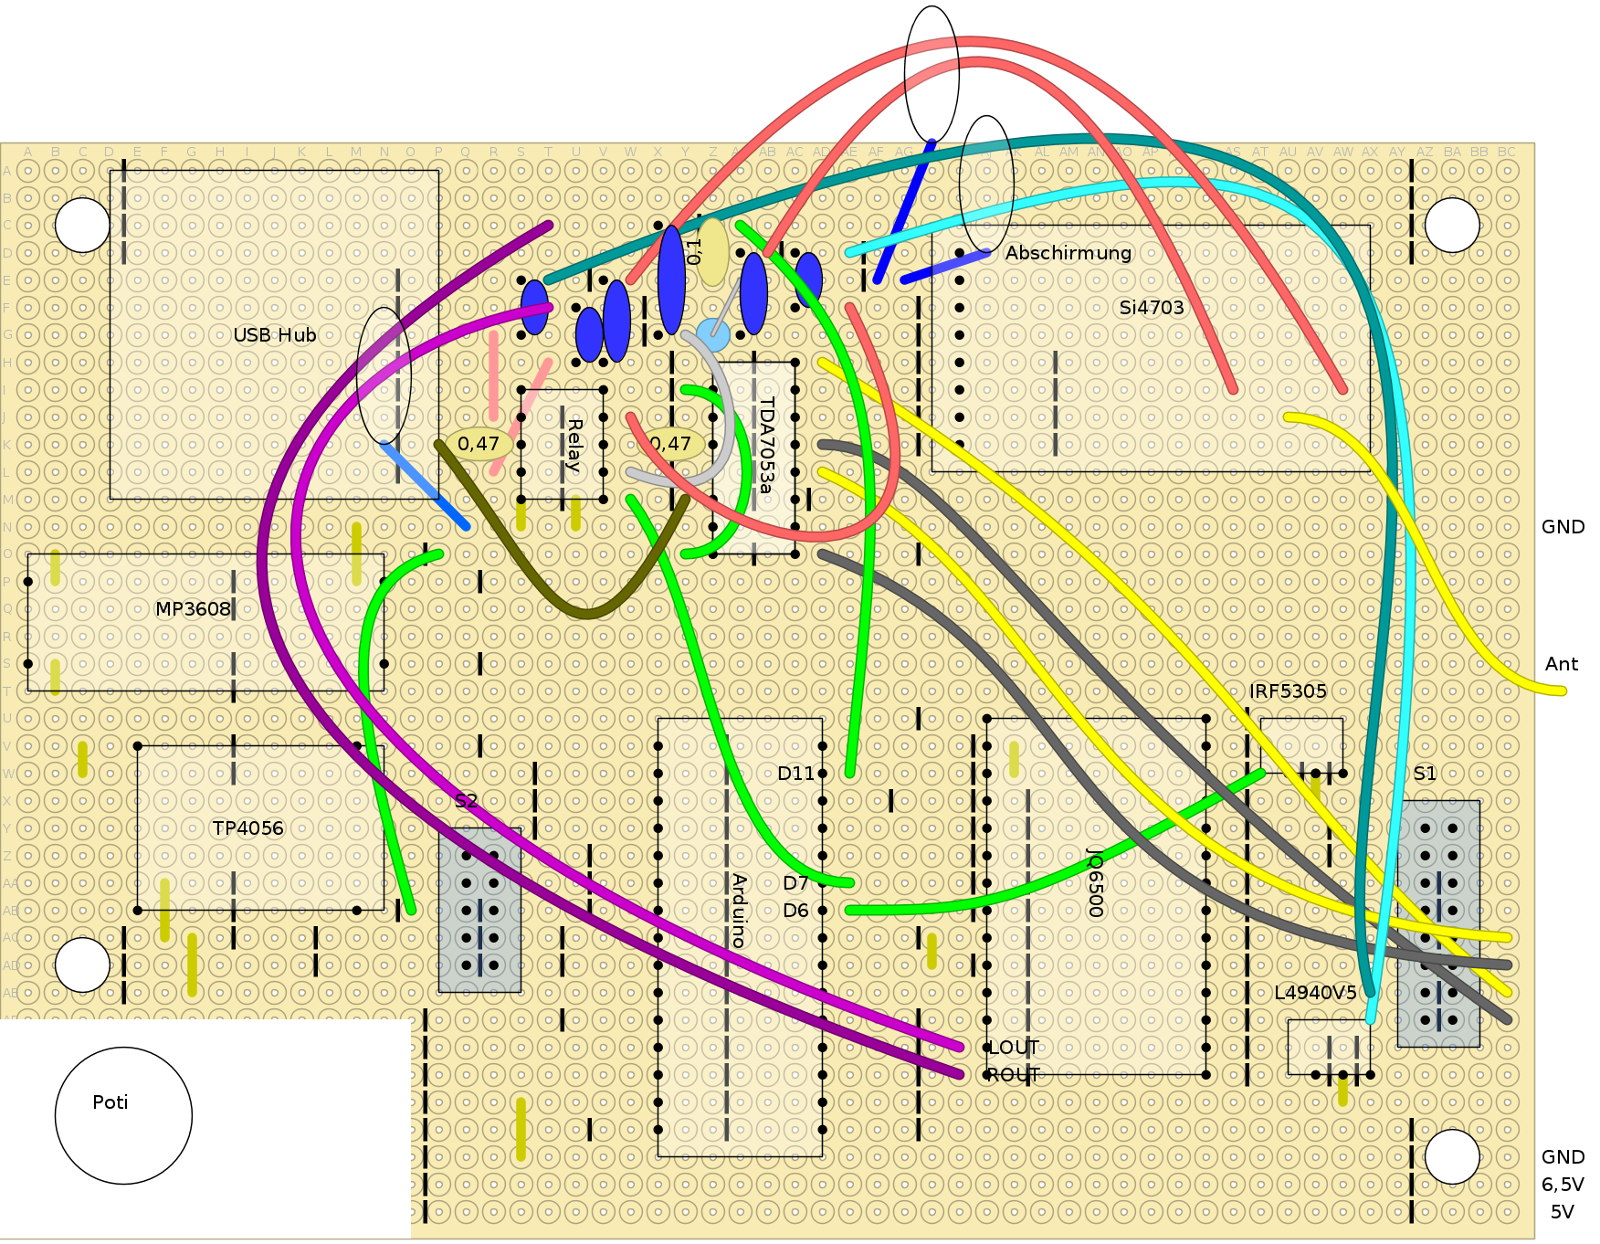 A B C D E F G H I J K L M N O P Q R S T U V W X Y Z AB AC AD AE AF AG AL AM AN AO AP AS AT AU AV AW AX AY AZ BA BB BC
A
B
C
D
E
F
G
H
I
J
K
L
M
N
O
P
Q
R
S
T
U
V
W
X
Y
Z
AA
AB
AC
AD
AE
0,1
Abschirmung
Si4703
USB Hub
0,47
Relay
0,47
TDA7053a
GND
MP3608
Ant
IRF5305
D11
S1
S2
TP4056
JQ6500
D7
Arduino
D6
L4940V5
LOUT
ROUT
Poti
GND
6,5V
5V